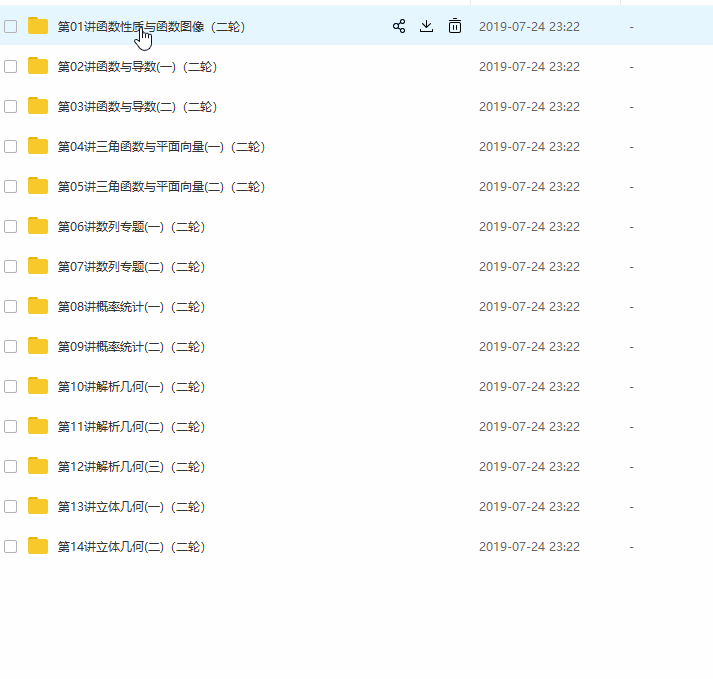 第01讲函数性质与函数图像（二轮） 2019-07-24 23:22 -
第02讲函数与导数(一)（二轮） 2019-07-24 23:22 -
第03讲函数与导数(二)（二轮） 2019-07-24 23:22 -
第04讲三角函数与平面向量(一)（二轮） 2019-07-24 23:22 -
第05讲三角函数与平面向量(二)（二轮） 2019-07-24 23:22 -
第06讲数列专题(一)（二轮） 2019-07-24 23:22 -
第07讲数列专题(二)（二轮） 2019-07-24 23:22 -
第08讲概率统计(一)（二轮） 2019-07-24 23:22 -
第09讲概率统计(二)（二轮） 2019-07-24 23:22 -
第10讲解析几何(一)（二轮） 2019-07-24 23:22 -
第11讲解析几何(二)（二轮） 2019-07-24 23:22 -
第12讲解析几何(三)（二轮） 2019-07-24 23:22 -
第13讲立体几何(一)（二轮） 2019-07-24 23:22 -
第14讲立体几何(二)（二轮） 2019-07-24 23:22 -